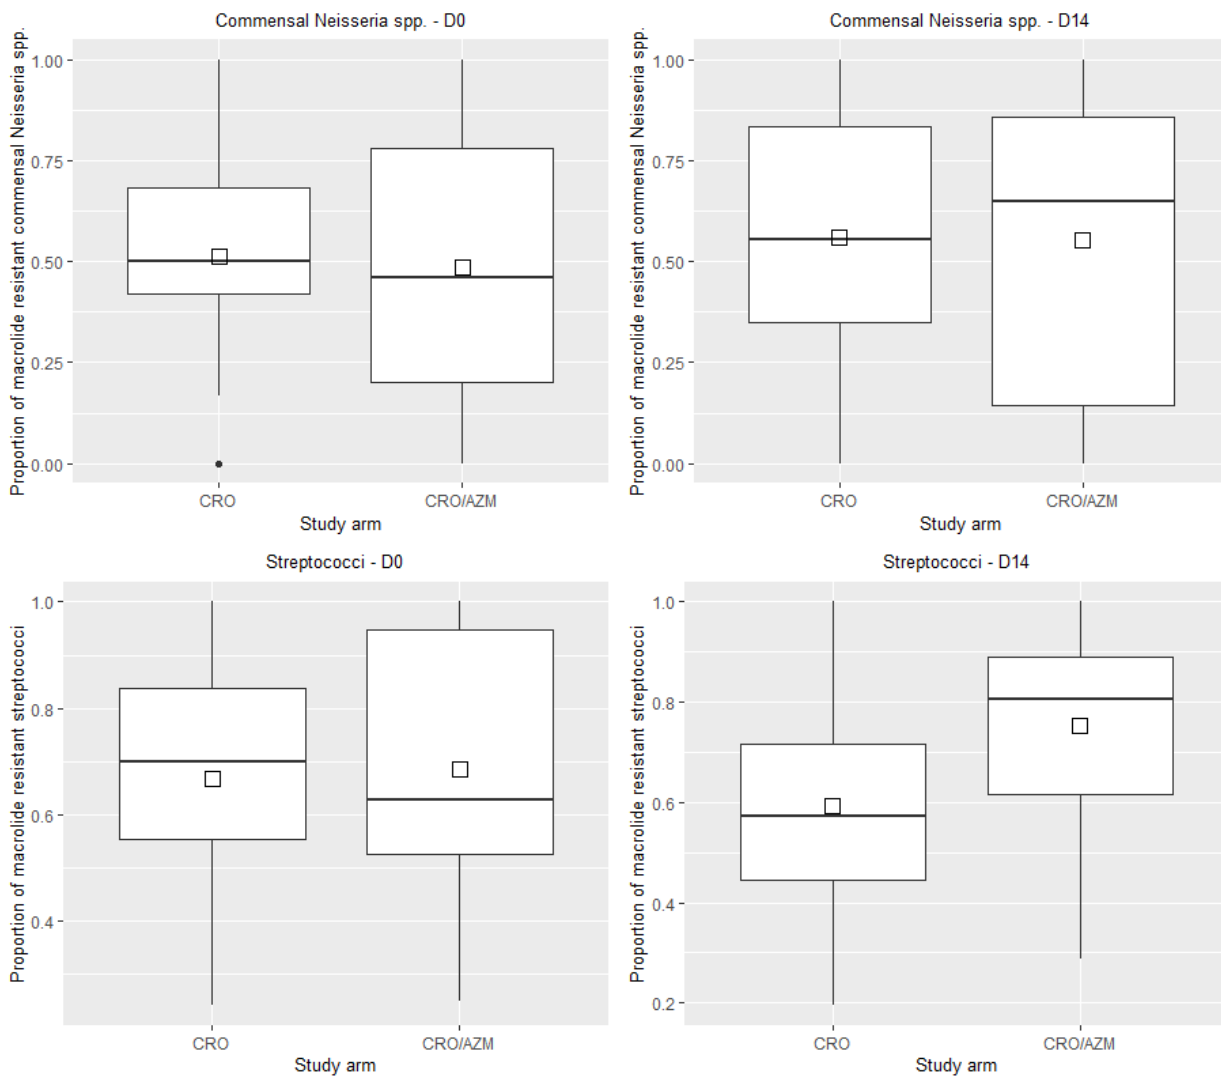 Commensal Neisseria spp. - D0
Proportion of macrolide resistant commensal Neisseria spp.
1.00
0.75
0.50
0.25
0.00
CRO CRO/AZM
Study arm
Commensal Neisseria spp. - D14
Proportion of macrolide resistant commensal Neisseria spp.
1.00
0.75
0.50
0.25
0.00
CRO CRO/AZM
Study arm
Streptococci - D0
Proportion of macrolide resistant streptococci
1.0
0.8
0.6
0.4
CRO CRO/AZM
Study arm
Streptococci - D14
Proportion of macrolide resistant streptococci
1.0
0.8
0.6
0.4
0.2
CRO CRO/AZM
Study arm